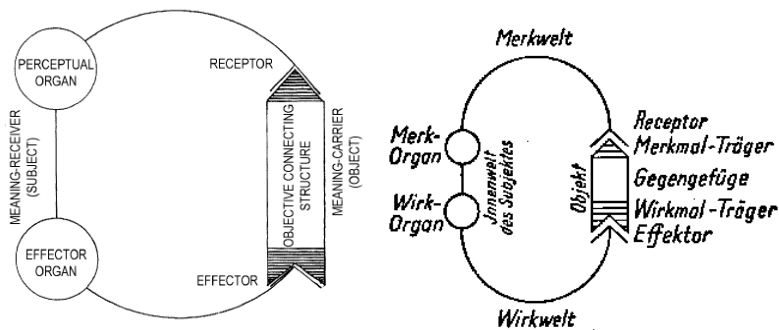 PERCEPTUAL
ORGAN
RECEPTOR
MEANING-RECEIVER
(SUBJECT)
OBJECTIVE CONNECTING
STRUCTURE
MEANING-CARRIER
(OBJECT)
EFFECTOR
ORGAN
EFFECTOR
Merkwelt
Merk-
Organ
Wirk-
Organ
Innenwelt
des Subjektes
Objekt
Receptor
Merkmal-Träger
Gegengefüge
Wirkmal-Träger
Effektor
Wirkwelt